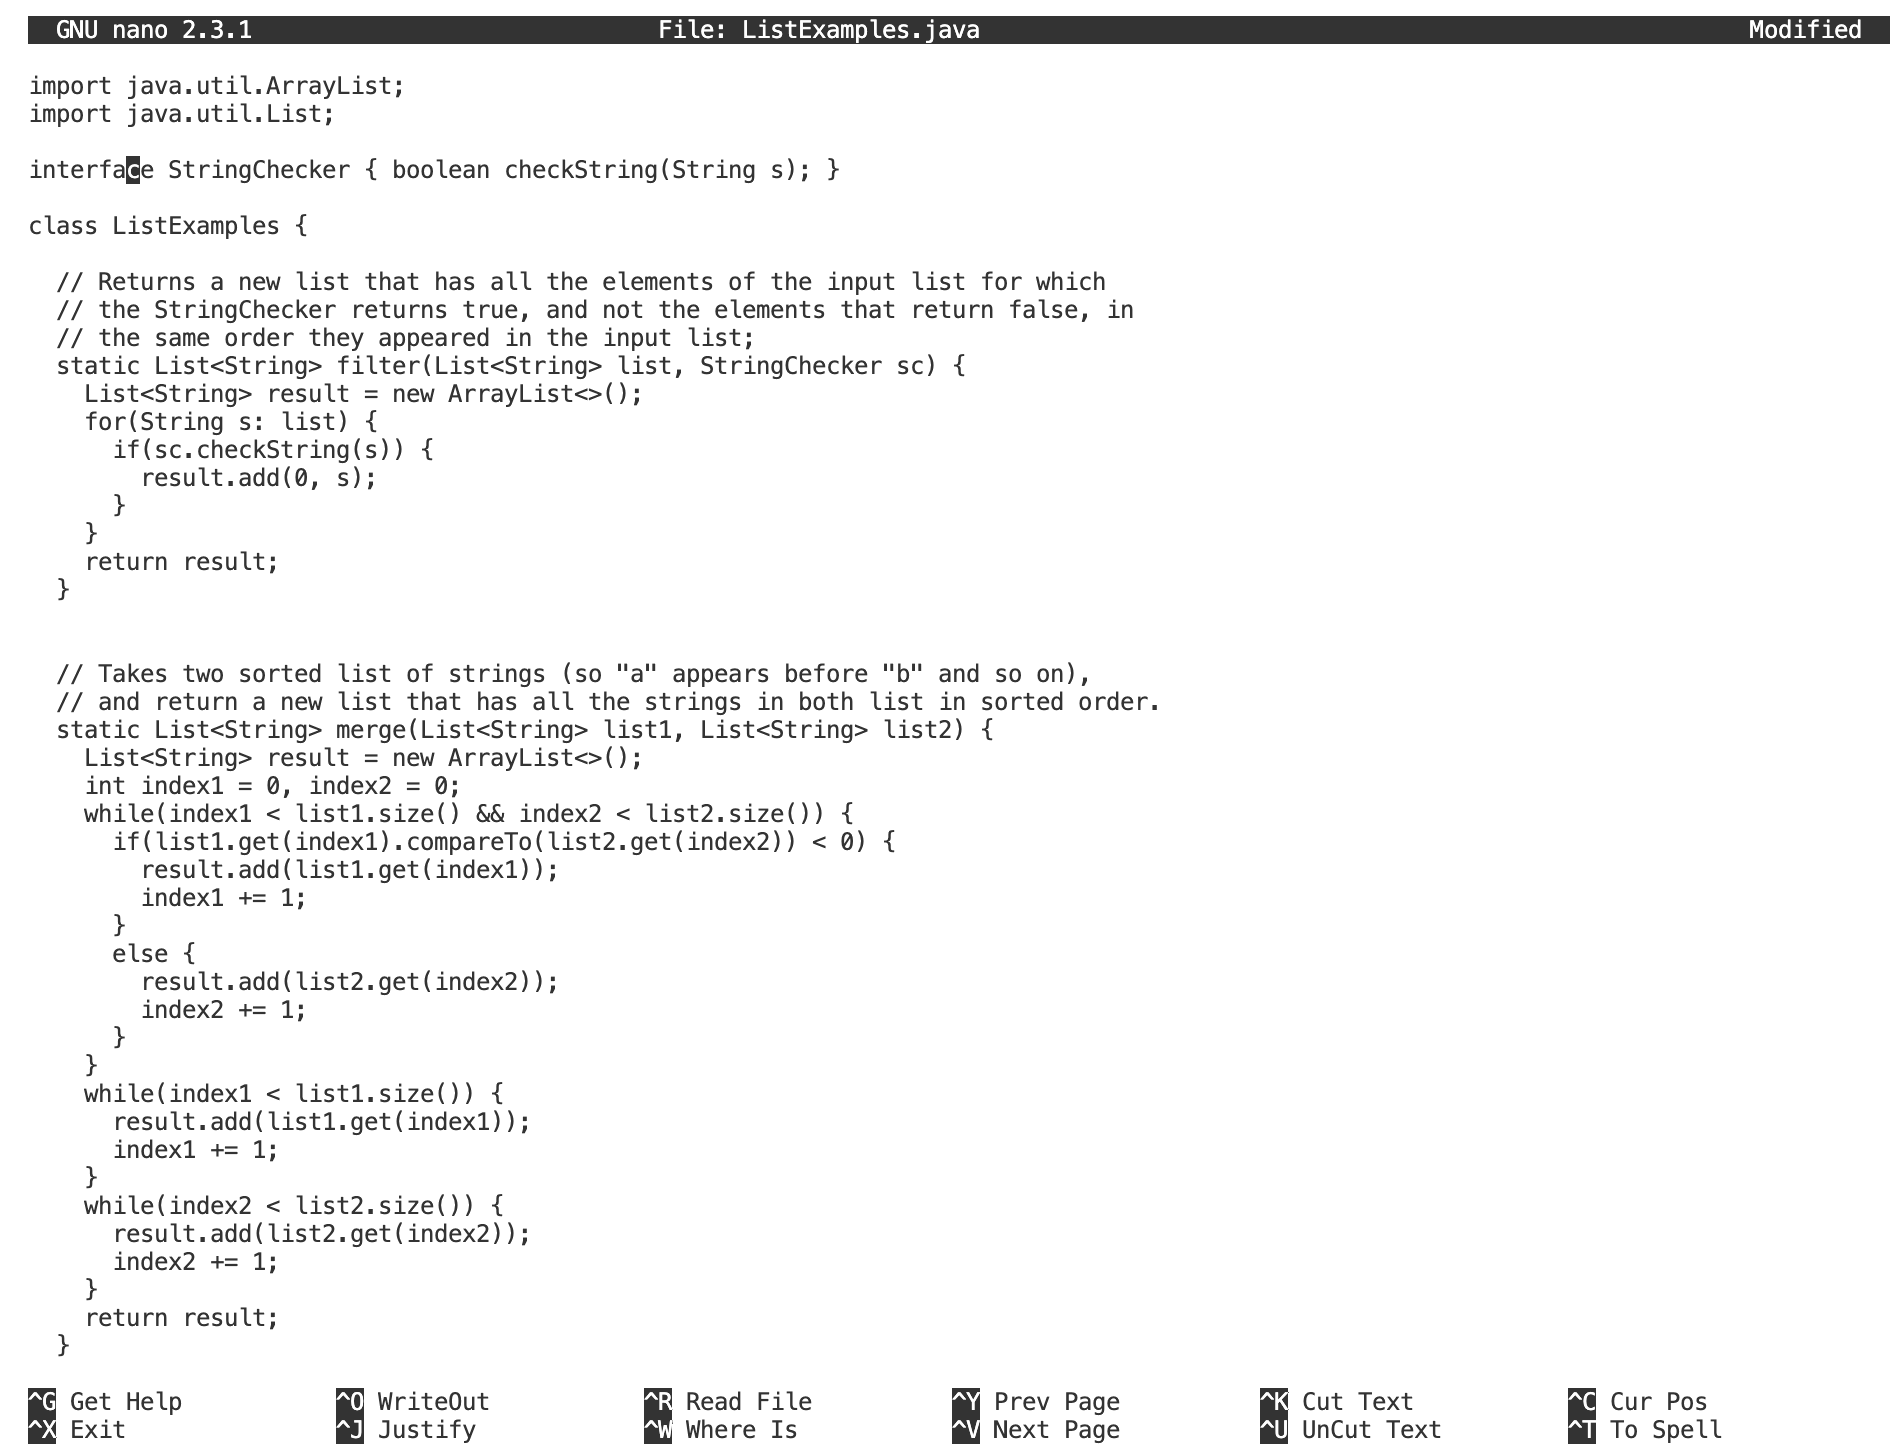 GNU nano 2.3.1 File: ListExamples.java Modified
import java.util.ArrayList;
import java.util.List;
interface StringChecker { boolean checkString(String s); }
class ListExamples {
  // Returns a new list that has all the elements of the input list for which
  // the StringChecker returns true, and not the elements that return false, in
  // the same order they appeared in the input list;
  static List<String> filter(List<String> list, StringChecker sc) {
    List<String> result = new ArrayList<>();
    for(String s: list) {
      if(sc.checkString(s)) {
        result.add(0, s);
      }
    }
    return result;
  }
  // Takes two sorted list of strings (so "a" appears before "b" and so on),
  // and return a new list that has all the strings in both list in sorted order.
  static List<String> merge(List<String> list1, List<String> list2) {
    List<String> result = new ArrayList<>();
    int index1 = 0, index2 = 0;
    while(index1 < list1.size() && index2 < list2.size()) {
      if(list1.get(index1).compareTo(list2.get(index2)) < 0) {
        result.add(list1.get(index1));
        index1 += 1;
      }
      else {
        result.add(list2.get(index2));
        index2 += 1;
      }
    }
    while(index1 < list1.size()) {
      result.add(list1.get(index1));
      index1 += 1;
    }
    while(index2 < list2.size()) {
      result.add(list2.get(index2));
      index2 += 1;
    }
    return result;
  }
^G Get Help ^O WriteOut ^R Read File ^Y Prev Page ^K Cut Text ^C Cur Pos
^X Exit ^J Justify ^W Where Is ^V Next Page ^U UnCut Text ^T To Spell